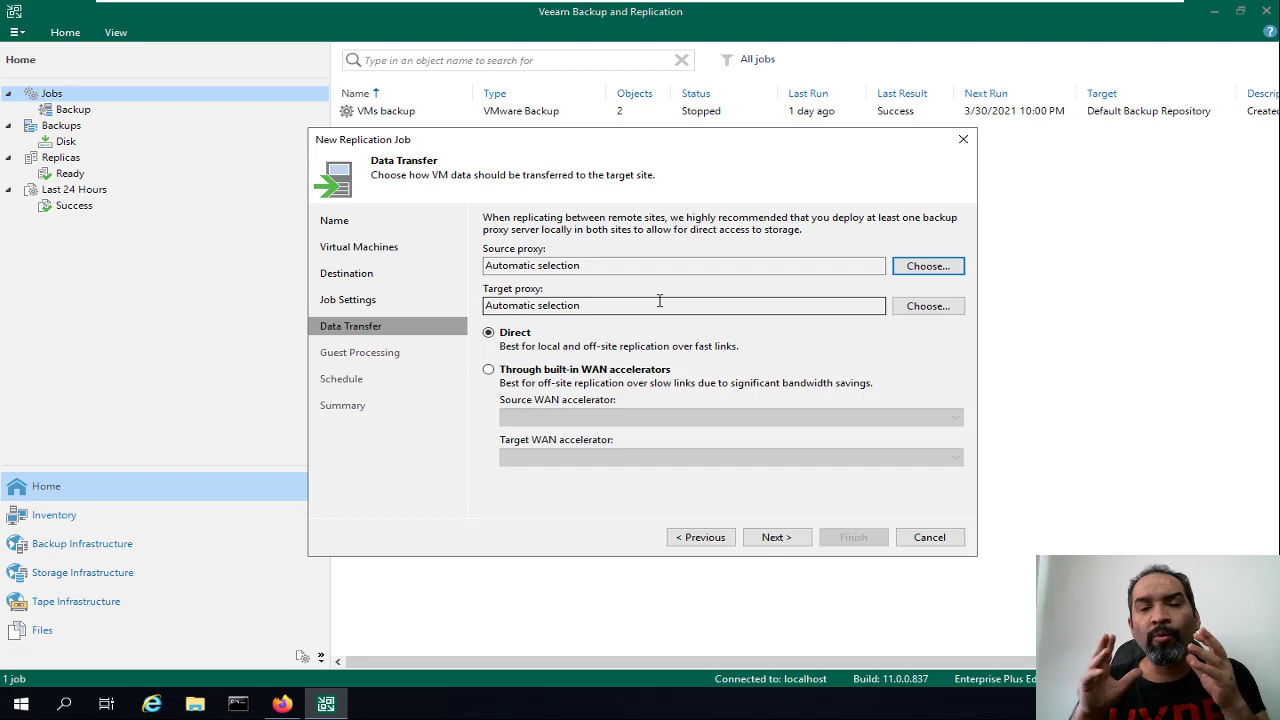 Veeam Backup and Replication
Home
View
Home
Jobs
Backup
Backups
Disk
Replicas
Ready
Last 24 Hours
Success
Type in an object name to search for
All jobs
Name Type Objects Status Last Run Last Result Next Run Target Descrip
VMs backup VMware Backup 2 Stopped 1 day ago Success 3/30/2021 10:00 PM Default Backup Repository Created
New Replication Job
Data Transfer
Choose how VM data should be transferred to the target site.
Name
Virtual Machines
Destination
Job Settings
Data Transfer
Guest Processing
Schedule
Summary
When replicating between remote sites, we highly recommended that you deploy at least one backup
proxy server locally in both sites to allow for direct access to storage.
Source proxy:
Automatic selection
Choose...
Target proxy:
Automatic selection
Choose...
Direct
Best for local and off-site replication over fast links.
Through built-in WAN accelerators
Best for off-site replication over slow links due to significant bandwidth savings.
Source WAN accelerator:
Target WAN accelerator:
< Previous
Next >
Finish
Cancel
Home
Inventory
Backup Infrastructure
Storage Infrastructure
Tape Infrastructure
Files
1 job
Connected to: localhost
Build: 11.0.0.837
Enterprise Plus Ed